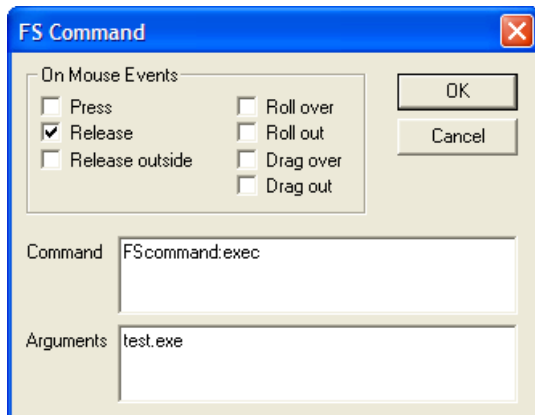 FS Command
On Mouse Events
Press
Release
Release outside
Roll over
Roll out
Drag over
Drag out
OK
Cancel
Command
FScommand:exec
Arguments
test.exe